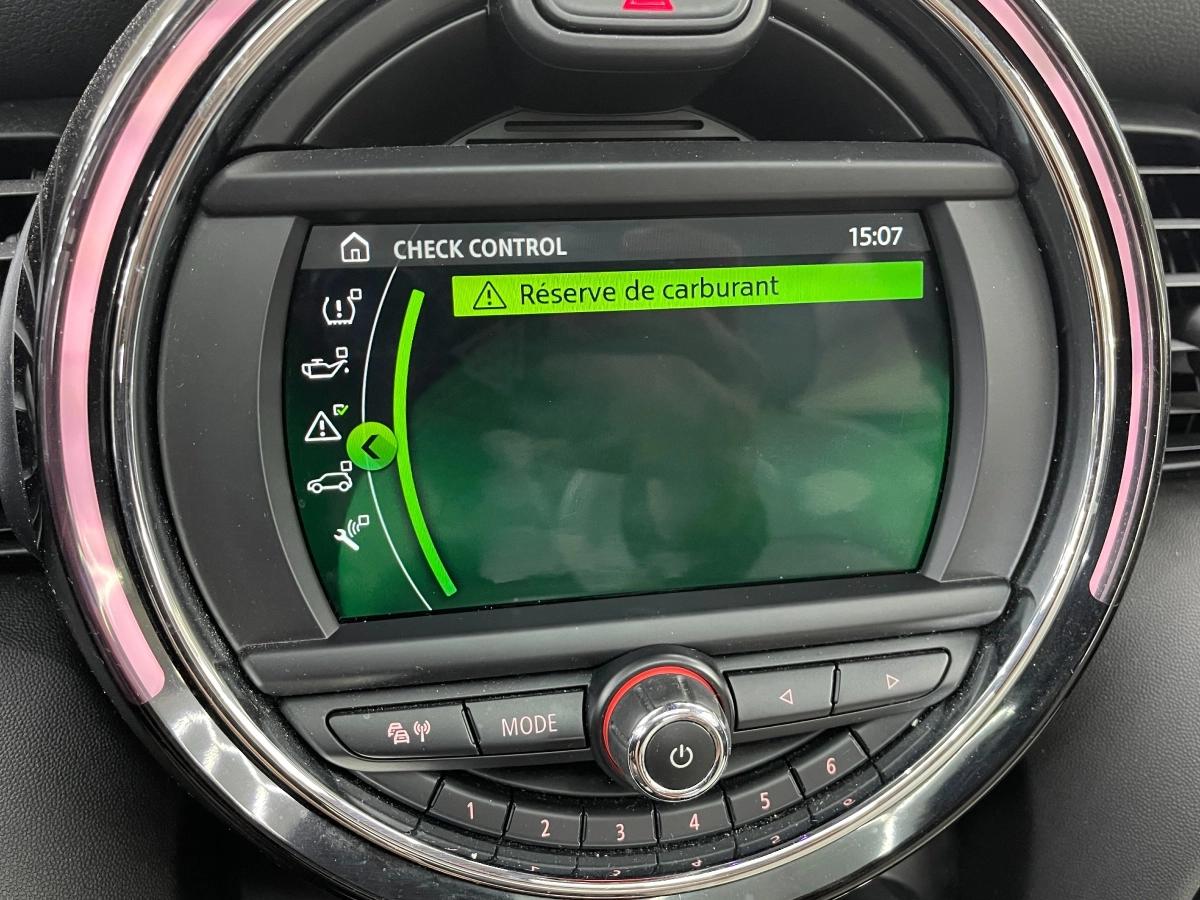 CHECK CONTROL 15:07
Réserve de carburant
MODE
1 2 3 4 5 6